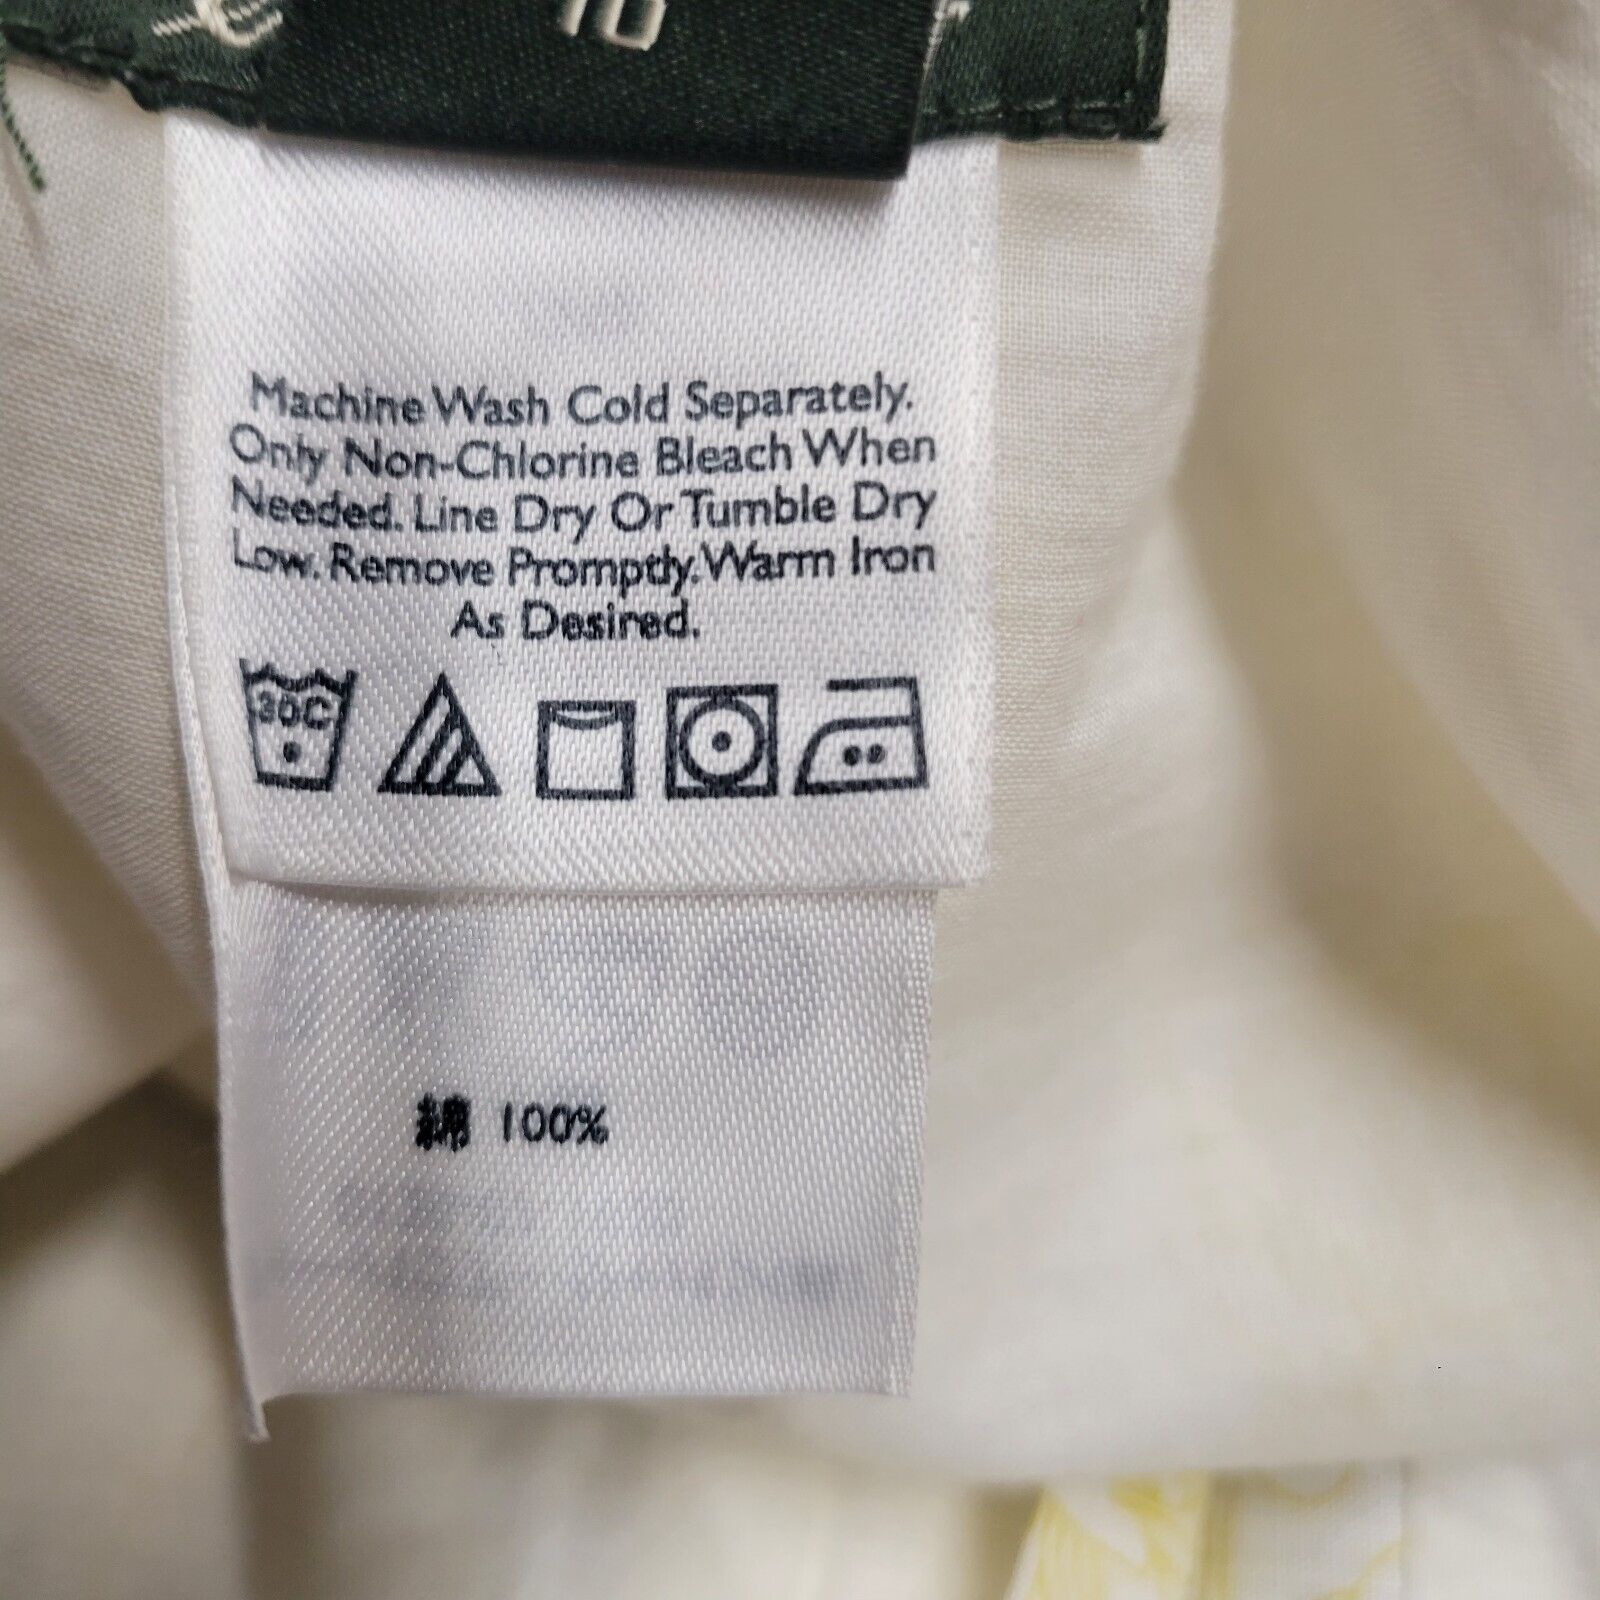 10
Machine Wash Cold Separately.
Only Non-Chlorine Bleach When
Needed. Line Dry Or Tumble Dry
Low. Remove Promptly. Warm Iron
As Desired.
30C
綿 100%